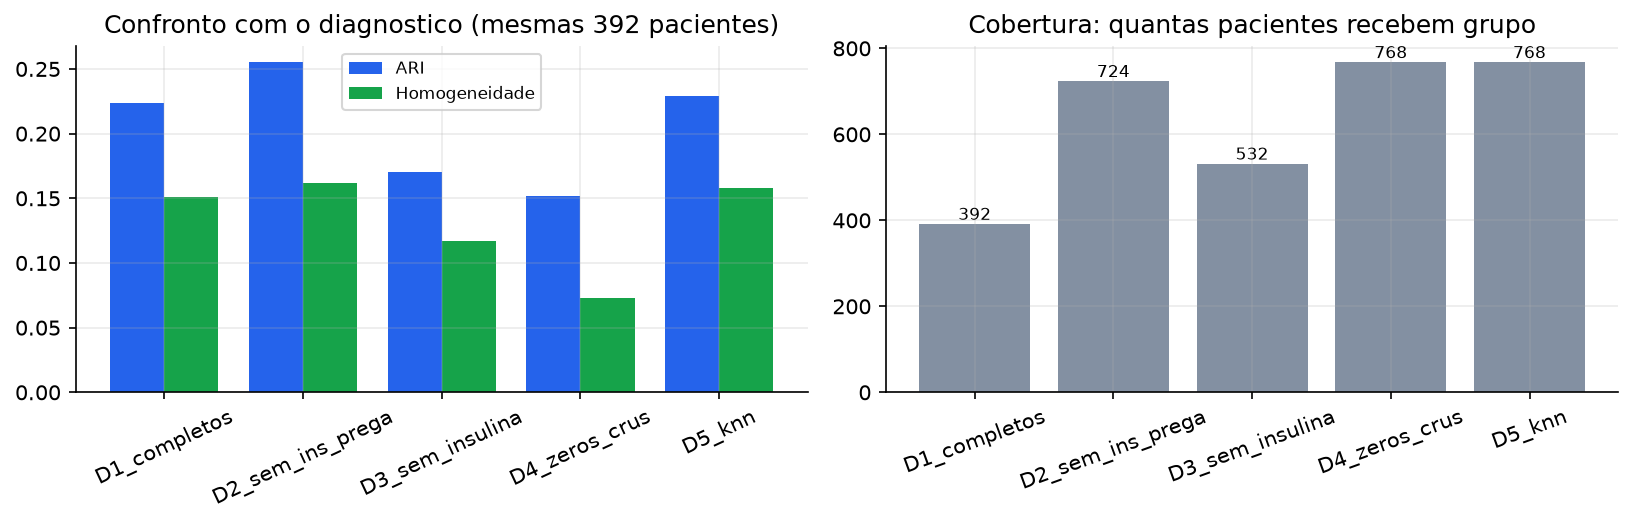 Confronto com o diagnostico (mesmas 392 pacientes)
ARI
Homogeneidade
0.25
0.20
0.15
0.10
0.05
0.00
D1_completos
D2_sem_ins_prega
D3_sem_insulina
D4_zeros_crus
D5_knn
Cobertura: quantas pacientes recebem grupo
800
600
400
200
0
392
724
532
768
768
D1_completos
D2_sem_ins_prega
D3_sem_insulina
D4_zeros_crus
D5_knn